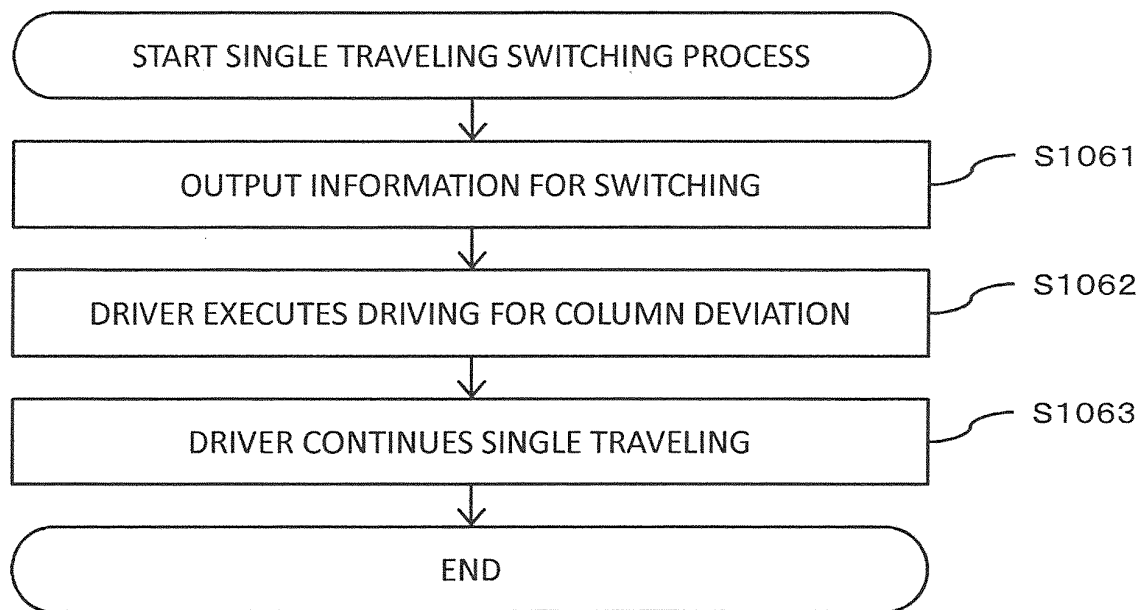 START SINGLE TRAVELING SWITCHING PROCESS
OUTPUT INFORMATION FOR SWITCHING
S1061
DRIVER EXECUTES DRIVING FOR COLUMN DEVIATION
S1062
DRIVER CONTINUES SINGLE TRAVELING
S1063
END